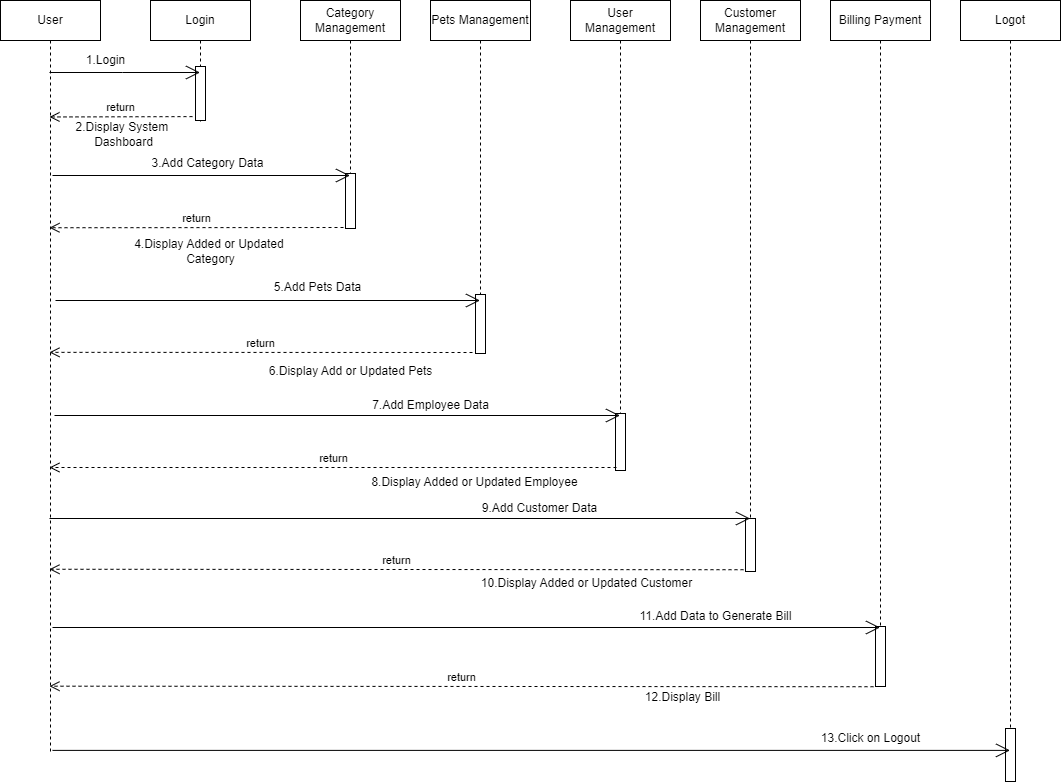 User
Login
Category
Management
Pets Management
User
Management
Customer
Management
Billing Payment
Logot
1.Login
return
2.Display System
Dashboard
3.Add Category Data
return
4.Display Added or Updated
Category
5.Add Pets Data
return
6.Display Add or Updated Pets
7.Add Employee Data
return
8.Display Added or Updated Employee
9.Add Customer Data
return
10.Display Added or Updated Customer
11.Add Data to Generate Bill
return
12.Display Bill
13.Click on Logout